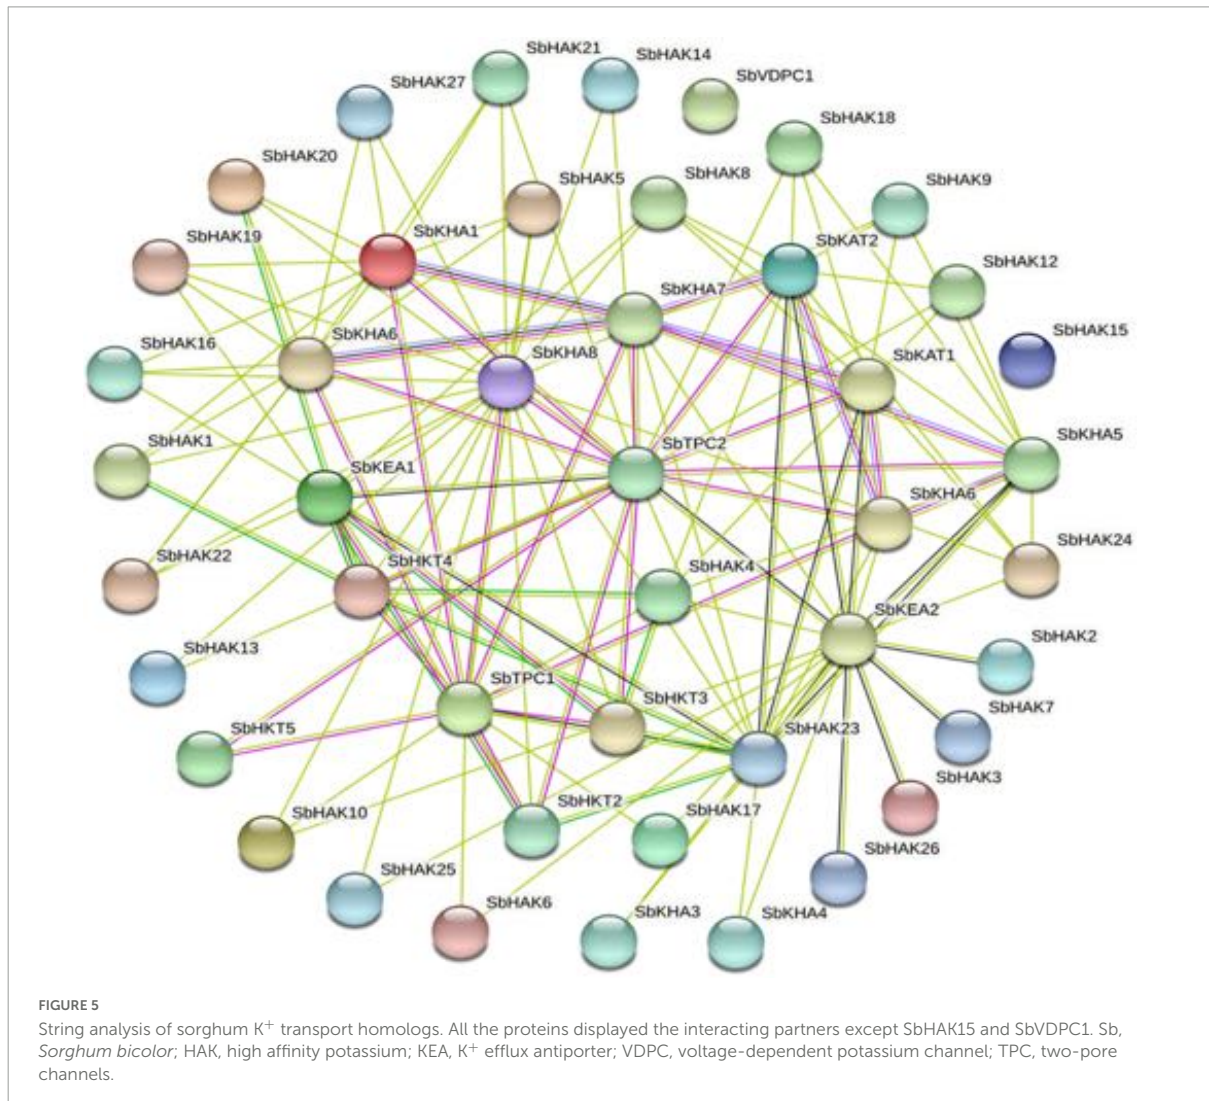 SbHAK21
SbHAK14
SbVDPC1
SbHAK27
SbHAK18
SbHAK20
SbHAK5
SbHAK8
SbHAK9
SbHAK19
SbKHA1
SbKAT2
SbHAK12
SbKHA7
SbHAK16
SbKHA6
SbKHA8
SbKAT1
SbHAK15
SbHAK1
SbKEA1
SbTPC2
SbKHA5
SbKHA6
SbHAK22
SbHKT4
SbHAK4
SbHAK24
SbKEA2
SbHAK13
SbHAK2
SbTPC1
SbHKT3
SbHAK7
SbHKT5
SbHAK23
SbHAK3
SbHAK10
SbHKT2
SbHAK17
SbHAK26
SbHAK25
SbHAK6
SbKHA3
SbKHA4
FIGURE 5
String analysis of sorghum K⁺ transport homologs. All the proteins displayed the interacting partners except SbHAK15 and SbVDPC1. Sb,
Sorghum bicolor; HAK, high affinity potassium; KEA, K⁺ efflux antiporter; VDPC, voltage-dependent potassium channel; TPC, two-pore
channels.